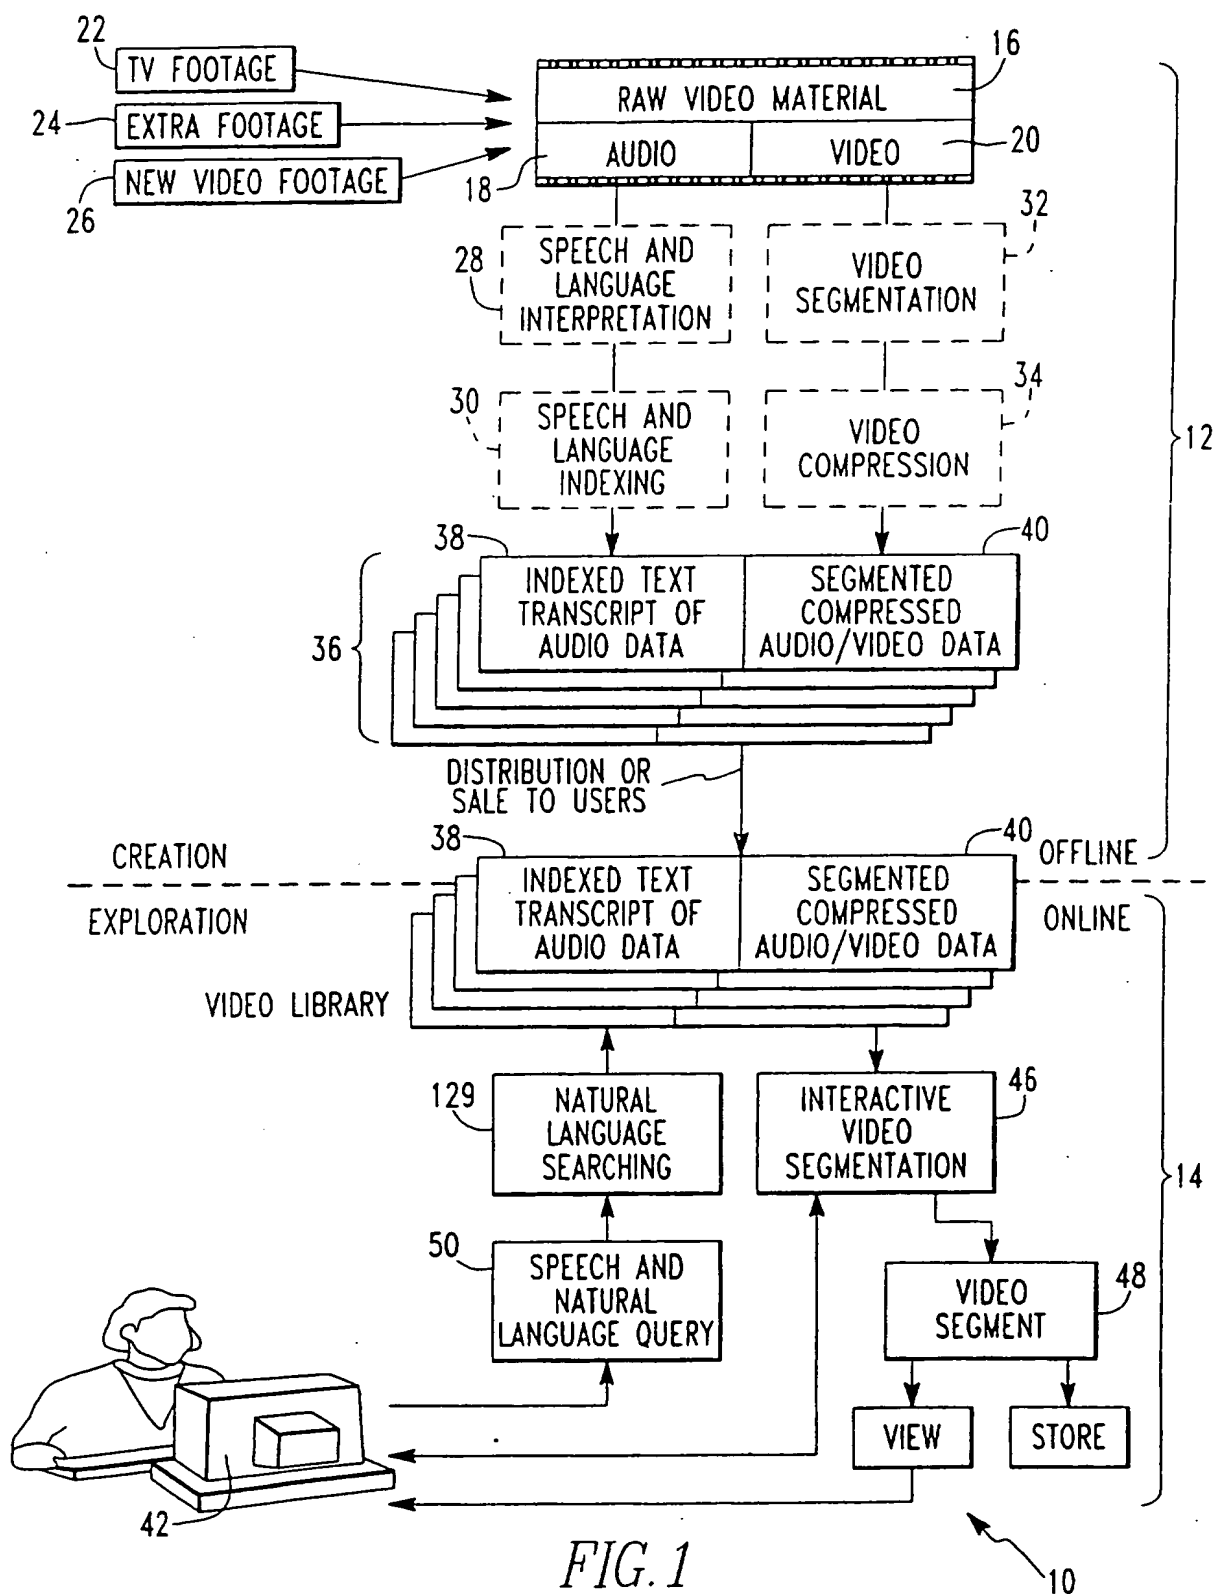 22
TV FOOTAGE
24
EXTRA FOOTAGE
NEW VIDEO FOOTAGE
26
16
RAW VIDEO MATERIAL
AUDIO
VIDEO
18
20
28
SPEECH AND
LANGUAGE
INTERPRETATION
32
VIDEO
SEGMENTATION
30
SPEECH AND
LANGUAGE
INDEXING
34
VIDEO
COMPRESSION
12
38
40
36
INDEXED TEXT
TRANSCRIPT OF
AUDIO DATA
SEGMENTED
COMPRESSED
AUDIO/VIDEO DATA
DISTRIBUTION OR
SALE TO USERS
CREATION
OFFLINE
38
40
EXPLORATION
ONLINE
INDEXED TEXT
TRANSCRIPT OF
AUDIO DATA
SEGMENTED
COMPRESSED
AUDIO/VIDEO DATA
VIDEO LIBRARY
129
NATURAL
LANGUAGE
SEARCHING
46
INTERACTIVE
VIDEO
SEGMENTATION
14
50
SPEECH AND
NATURAL
LANGUAGE QUERY
VIDEO
SEGMENT
48
VIEW
STORE
42
10
FIG. 1